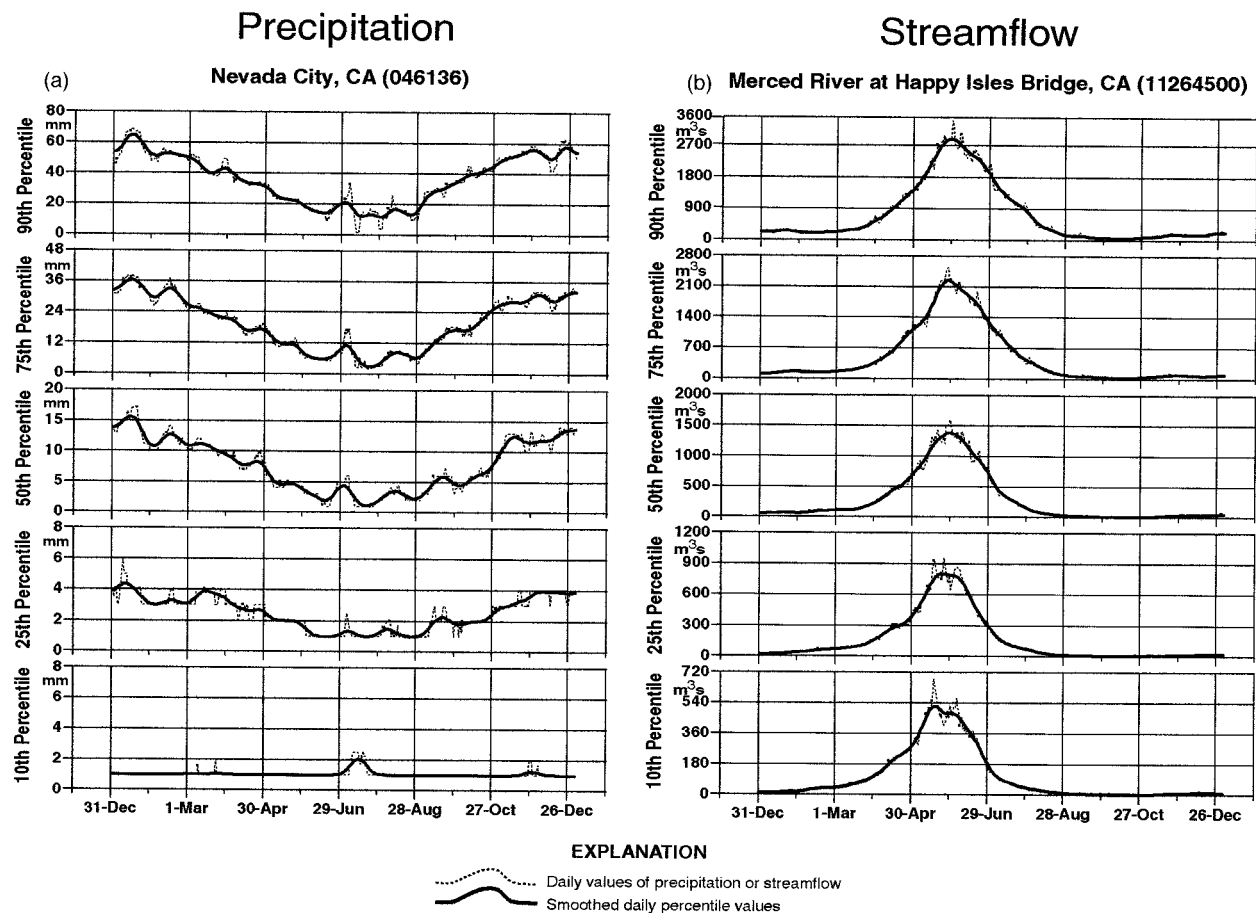 Precipitation
Streamflow
(a)
Nevada City, CA (046136)
(b) Merced River at Happy Isles Bridge, CA (11264500)
90th Percentile
80
mm
60
40
20
0
75th Percentile
48
mm
36
24
12
0
50th Percentile
20
mm
15
10
5
0
25th Percentile
8
mm
6
4
2
0
10th Percentile
8
mm
6
4
2
0
31-Dec 1-Mar 30-Apr 29-Jun 28-Aug 27-Oct 26-Dec
90th Percentile
3600
m³s
2700
1800
900
0
75th Percentile
2800
m³s
2100
1400
700
0
50th Percentile
2000
m³s
1500
1000
500
0
25th Percentile
1200
m³s
900
600
300
0
10th Percentile
720
m³s
540
360
180
0
31-Dec 1-Mar 30-Apr 29-Jun 28-Aug 27-Oct 26-Dec
EXPLANATION
Daily values of precipitation or streamflow
Smoothed daily percentile values